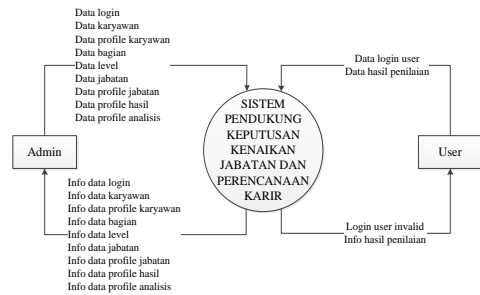 Data login
Data karyawan
Data profile karyawan
Data bagian
Data level
Data jabatan
Data profile jabatan
Data profile hasil
Data profile analisis
Data login user
Data hasil penilaian
Admin
SISTEM
PENDUKUNG
KEPUTUSAN
KENAIKAN
JABATAN DAN
PERENCANAAN
KARIR
User
Info data login
Info data karyawan
Info data profile karyawan
Info data bagian
Info data level
Info data jabatan
Info data profile jabatan
Info data profile hasil
Info data profile analisis
Login user invalid
Info hasil penilaian